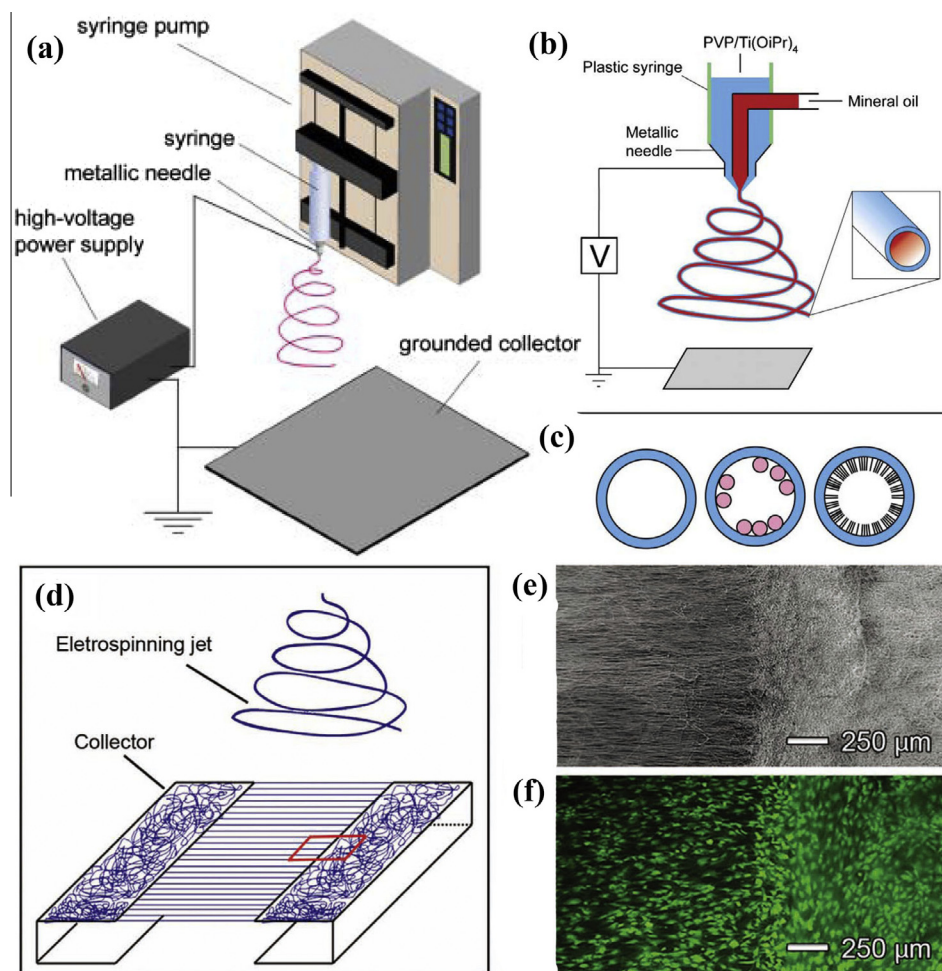 (a)
syringe pump
syringe
metallic needle
high-voltage
power supply
grounded collector
(b)
PVP/Ti(OiPr)4
Plastic syringe
Mineral oil
Metallic
needle
V
(c)
(d)
Eletrospinning jet
Collector
(e)
250 µm
(f)
250 µm